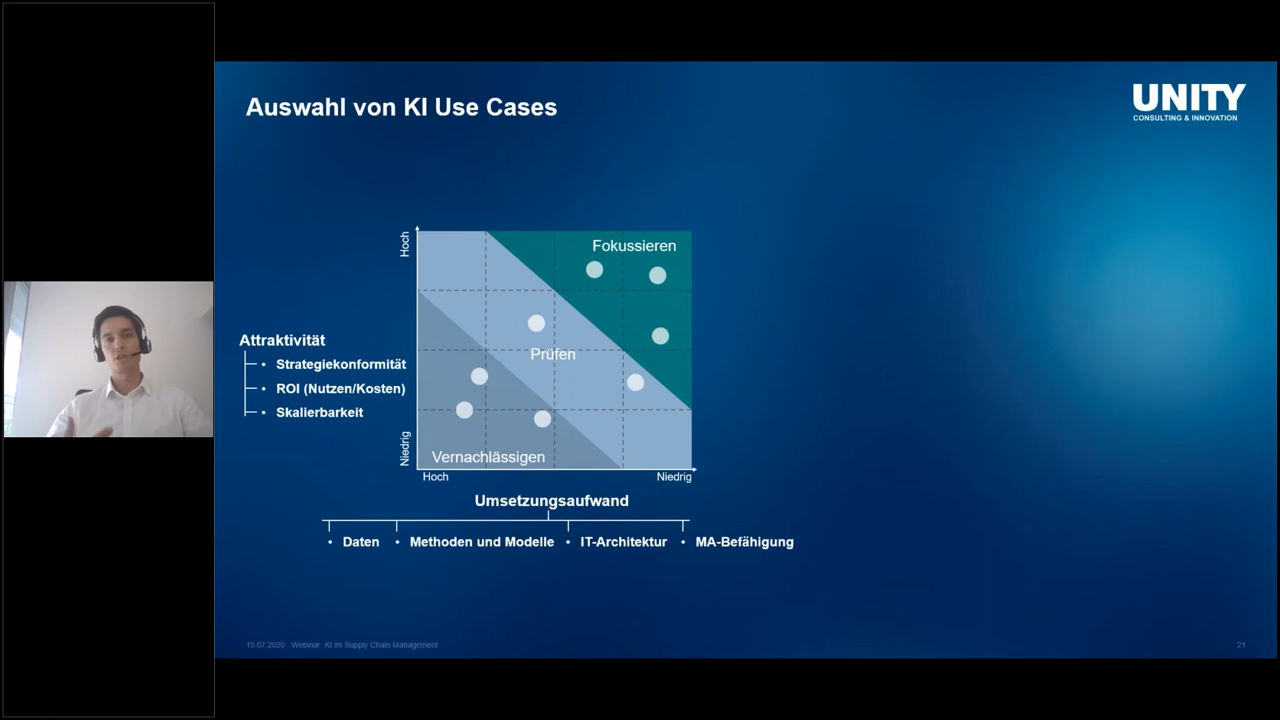 Auswahl von KI Use Cases
UNITY
CONSULTING & INNOVATION
Hoch
Fokussieren
Prüfen
Attraktivität
• Strategiekonformität
• ROI (Nutzen/Kosten)
• Skalierbarkeit
Niedrig
Vernachlässigen
Hoch
Niedrig
Umsetzungsaufwand
• Daten • Methoden und Modelle • IT-Architektur • MA-Befähigung
15.07.2020 Webinar: KI im Supply Chain Management
21